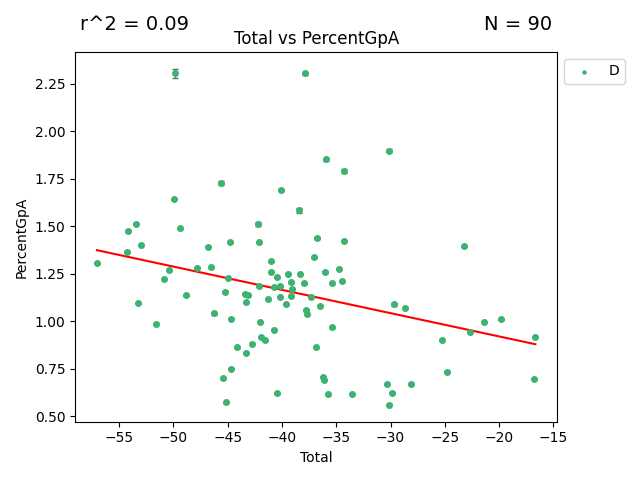 r^2 = 0.09
N = 90
Total vs PercentGpA
D
PercentGpA
2.25
2.00
1.75
1.50
1.25
1.00
0.75
0.50
−55
−50
−45
−40
−35
−30
−25
−20
−15
Total